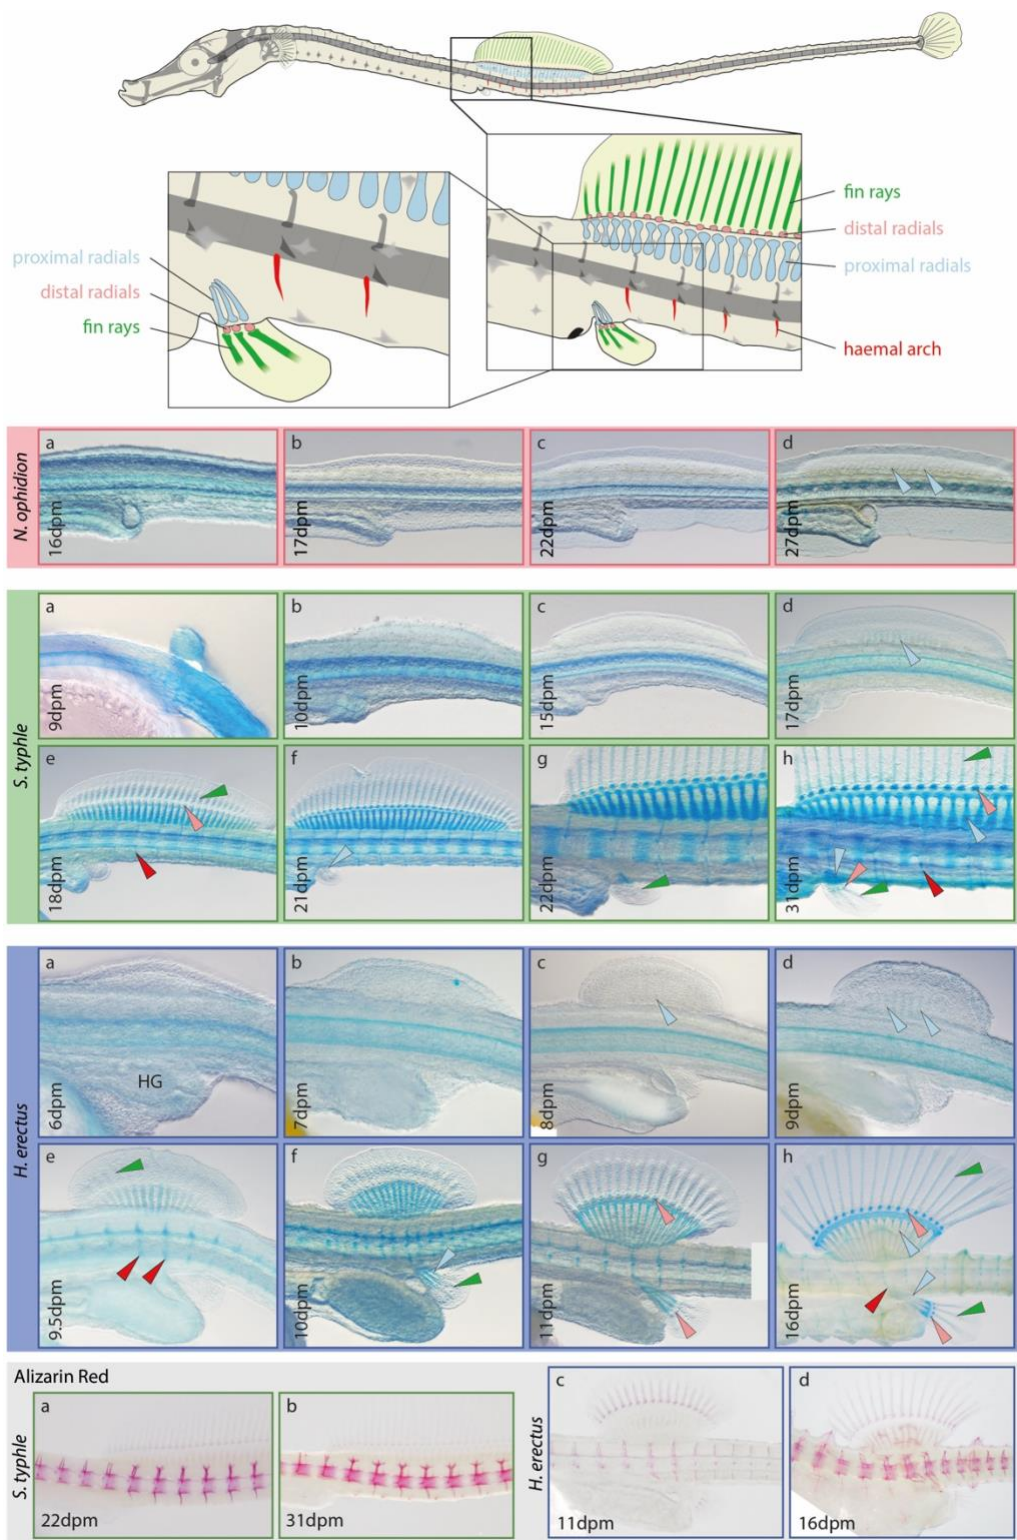 fin rays
distal radials
proximal radials
haemal arch
proximal radials
distal radials
fin rays
N. ophidion
a
16dpm
b
17dpm
c
22dpm
d
27dpm
S. typhle
a
9dpm
b
10dpm
c
15dpm
d
17dpm
e
18dpm
f
21dpm
g
22dpm
h
31dpm
H. erectus
a
HG
6dpm
b
7dpm
c
8dpm
d
9dpm
e
9.5dpm
f
10dpm
g
11dpm
h
16dpm
Alizarin Red
S. typhle
a
22dpm
b
31dpm
H. erectus
c
11dpm
d
16dpm